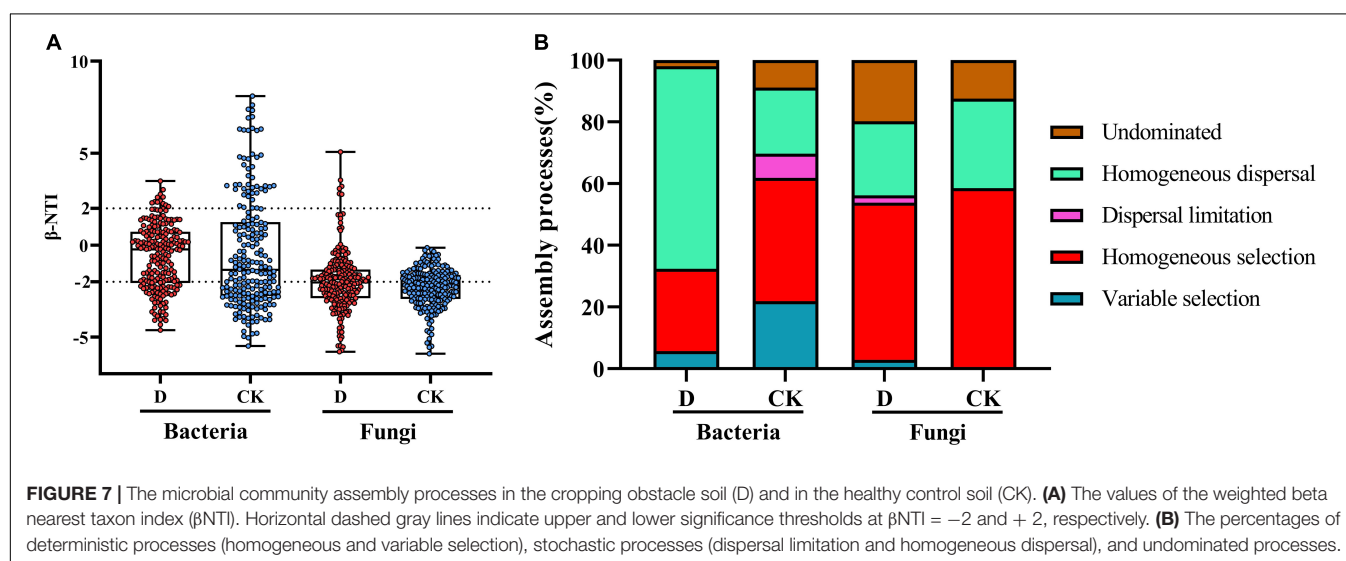 A
10
5
2
0
-2
-5
β-NTI
D
CK
D
CK
Bacteria
Fungi
B
100
80
60
40
20
0
Assembly processes(%)
D
CK
D
CK
Bacteria
Fungi
Undominated
Homogeneous dispersal
Dispersal limitation
Homogeneous selection
Variable selection
FIGURE 7 | The microbial community assembly processes in the cropping obstacle soil (D) and in the healthy control soil (CK). (A) The values of the weighted beta
nearest taxon index (βNTI). Horizontal dashed gray lines indicate upper and lower significance thresholds at βNTI = −2 and + 2, respectively. (B) The percentages of
deterministic processes (homogeneous and variable selection), stochastic processes (dispersal limitation and homogeneous dispersal), and undominated processes.